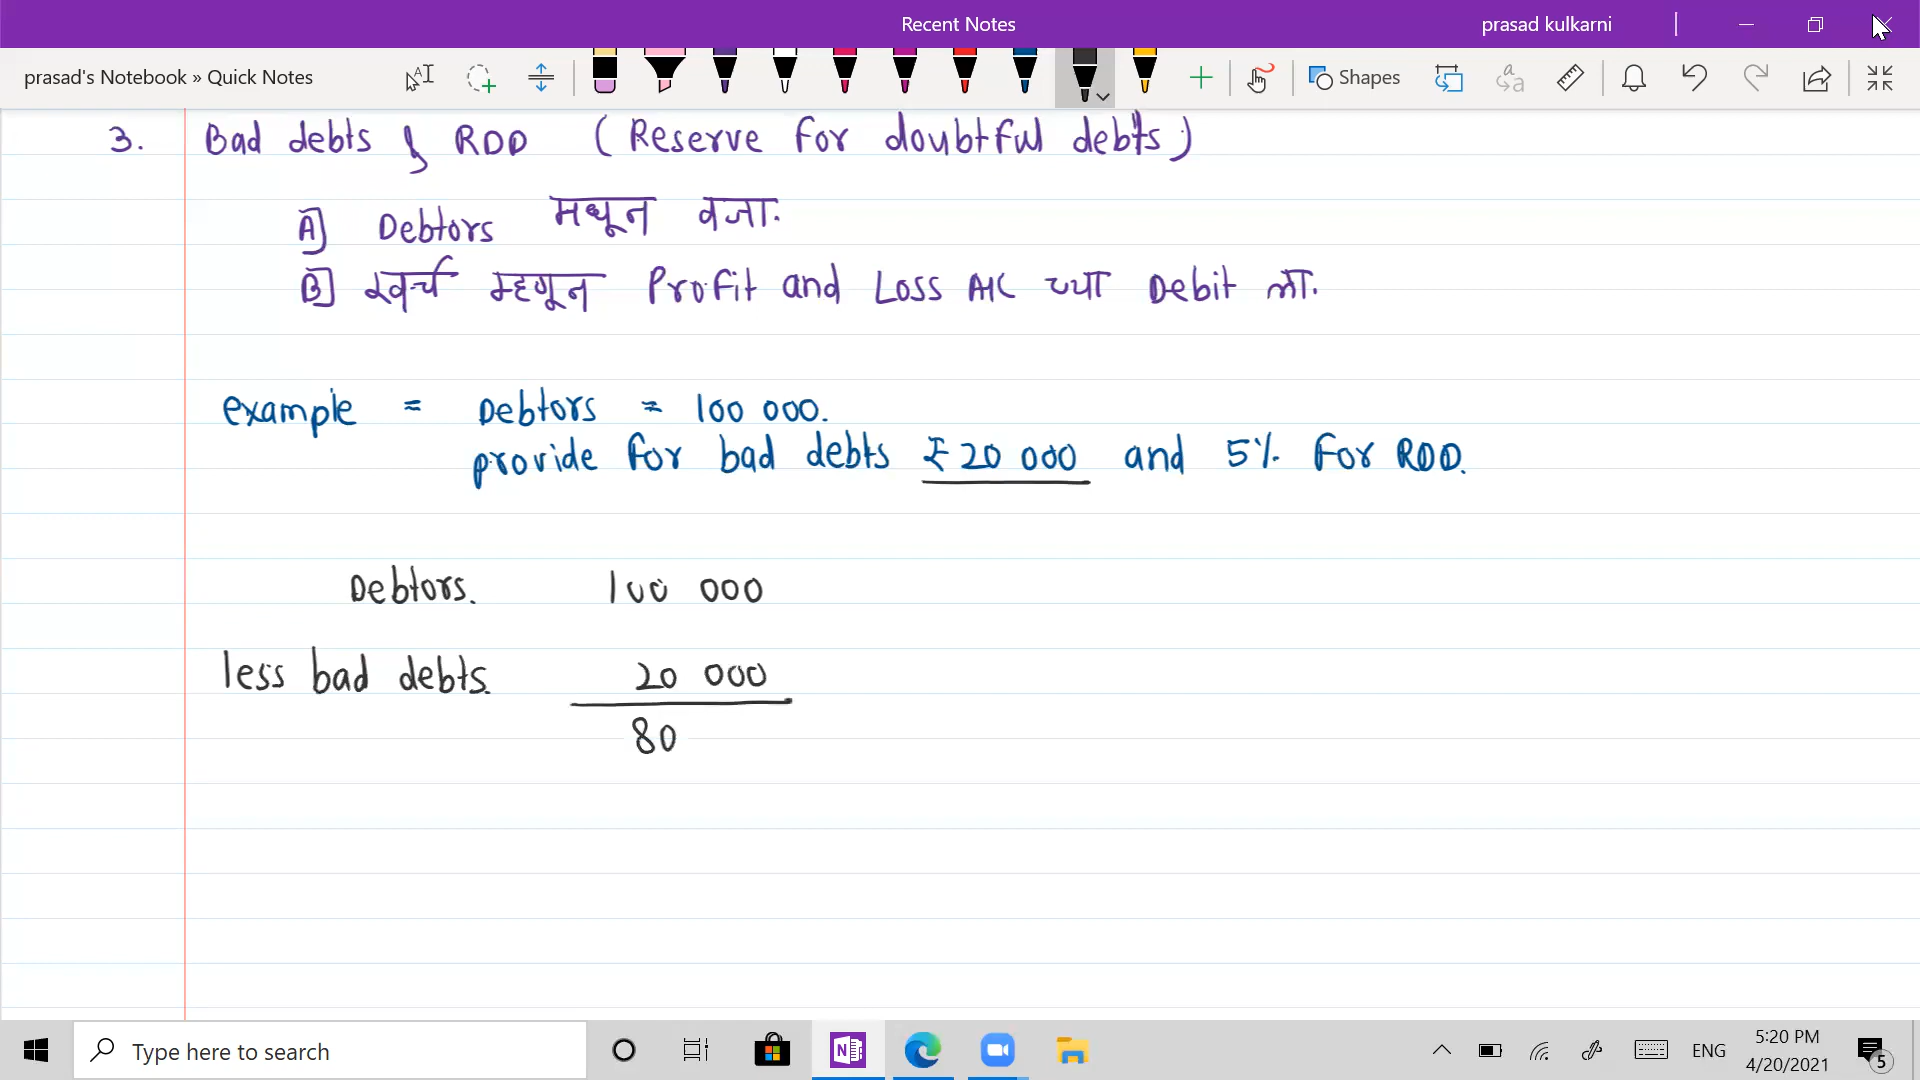 Recent Notes
prasad kulkarni
prasad's Notebook » Quick Notes
Shapes
3. Bad debts & RDD (Reserve for doubtful debts)
A] Debtors मधून वजा.
B] खर्च म्हणून Profit and Loss A/C च्या Debit ला.
example = Debtors = 100 000.
provide for bad debts ₹ 20 000 and 5% for RDD.
Debtors. 100 000
less bad debts. 20 000
80
Type here to search
ENG
5:20 PM
4/20/2021
5